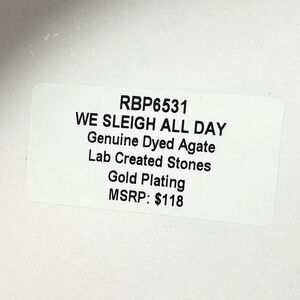 RBP6531
WE SLEIGH ALL DAY
Genuine Dyed Agate
Lab Created Stones
Gold Plating
MSRP: $118